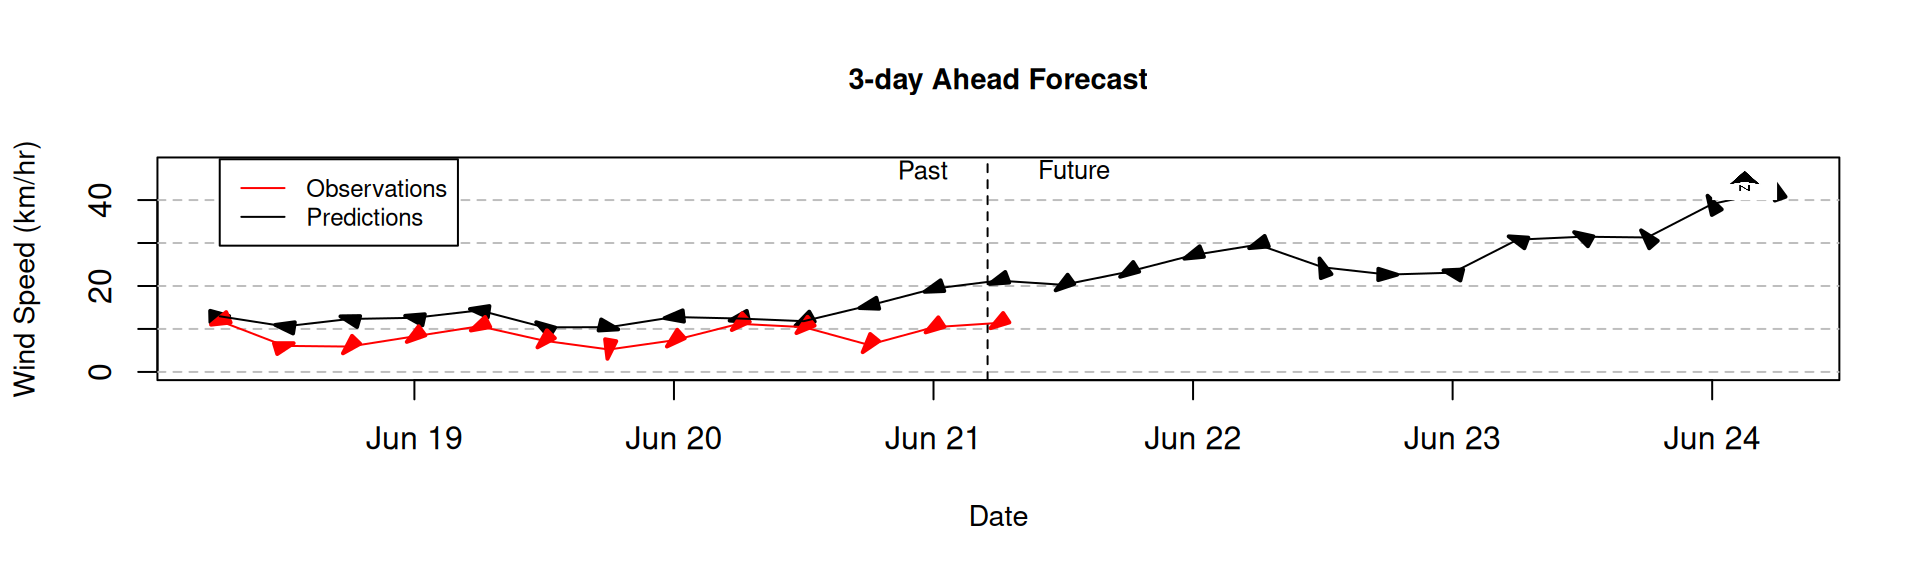 3-day Ahead Forecast
Wind Speed (km/hr)
Past
Future
Observations
Predictions
N
40
20
0
Jun 19
Jun 20
Jun 21
Jun 22
Jun 23
Jun 24
Date